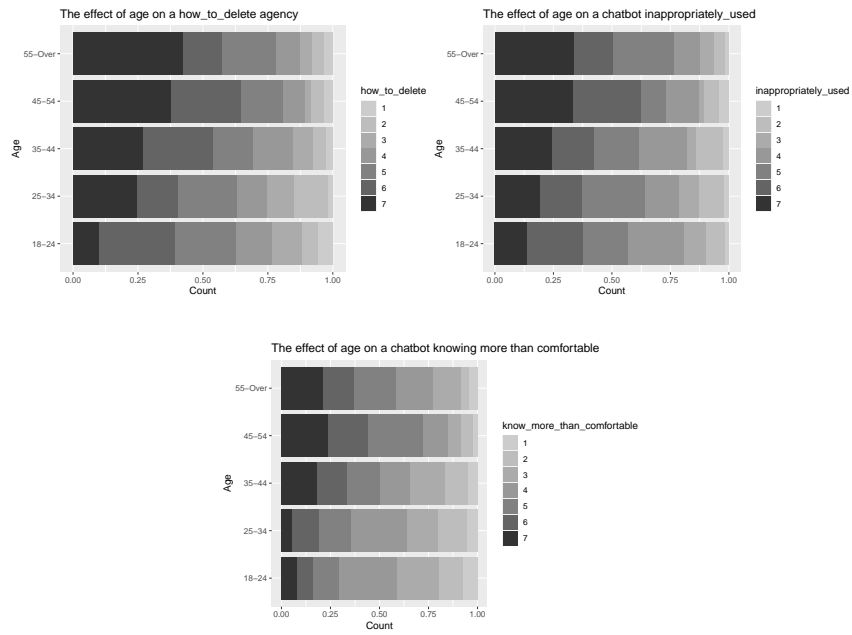 The effect of age on a how_to_delete agency
55−Over
45−54
35−44
25−34
18−24
Age
0.00 0.25 0.50 0.75 1.00
Count
how_to_delete
1
2
3
4
5
6
7
The effect of age on a chatbot inappropriately_used
55−Over
45−54
35−44
25−34
18−24
Age
0.00 0.25 0.50 0.75 1.00
Count
inappropriately_used
1
2
3
4
5
6
7
The effect of age on a chatbot knowing more than comfortable
55−Over
45−54
35−44
25−34
18−24
Age
0.00 0.25 0.50 0.75 1.00
Count
know_more_than_comfortable
1
2
3
4
5
6
7